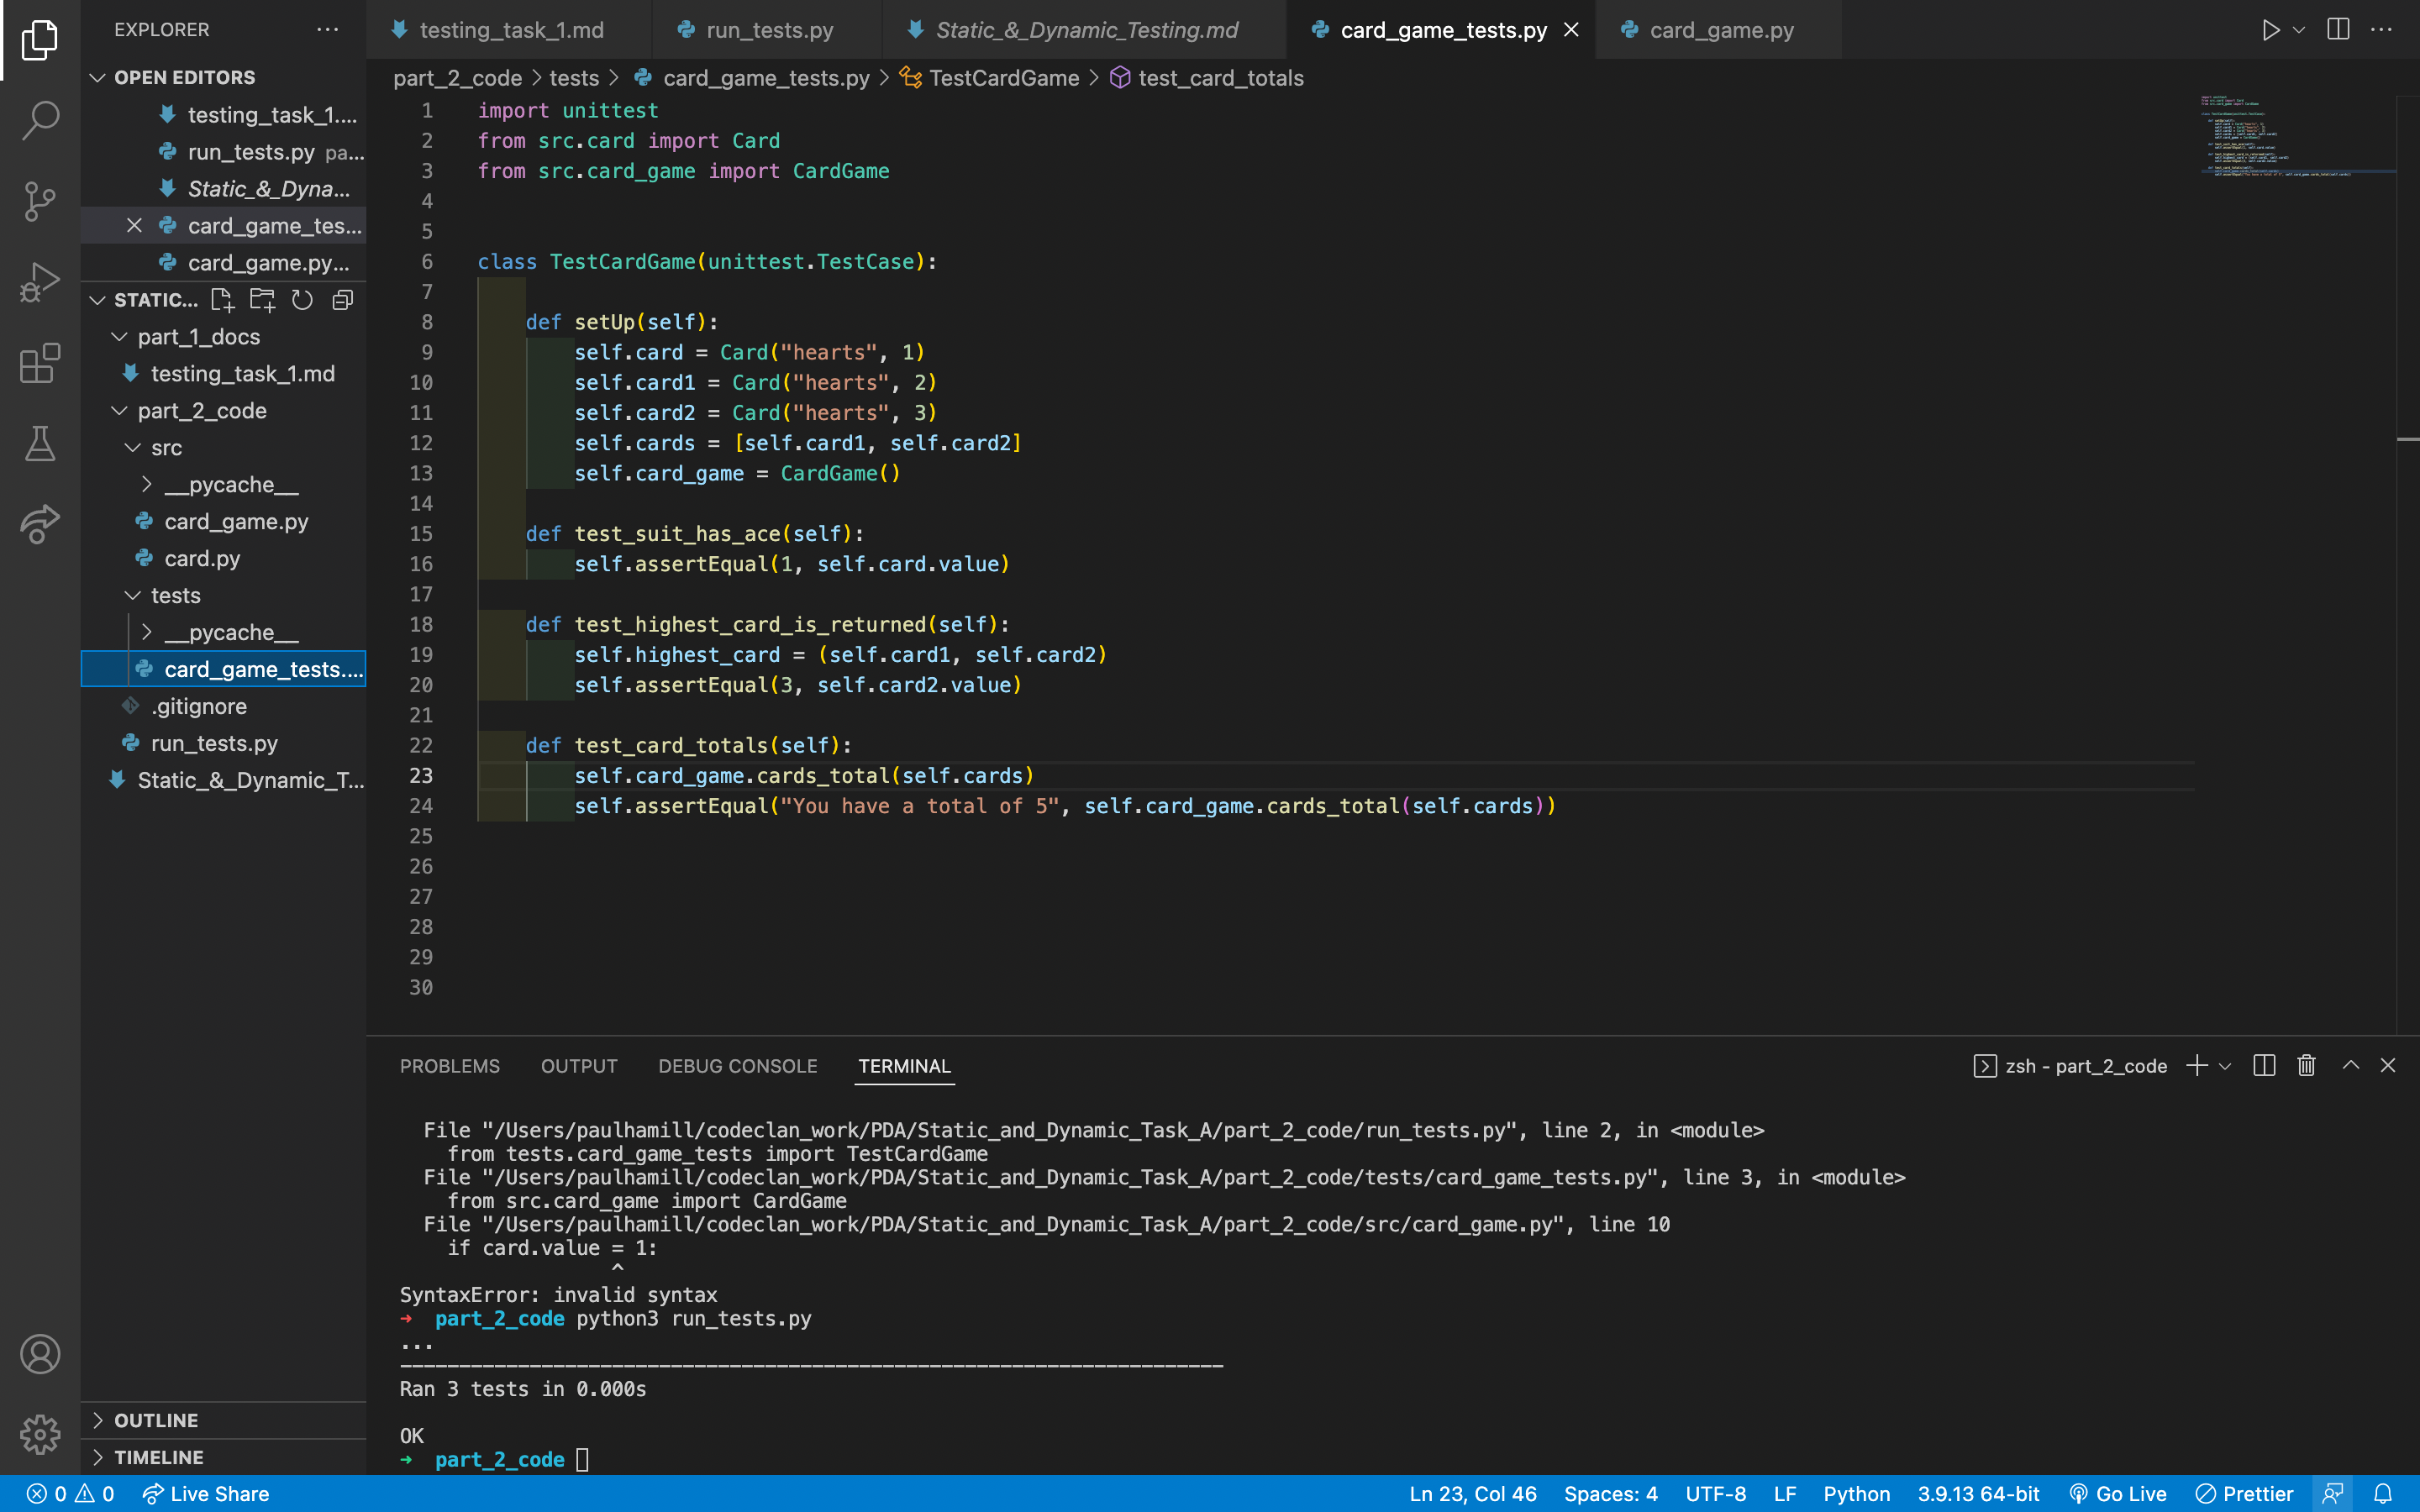 EXPLORER
testing_task_1.md
run_tests.py
Static_&_Dynamic_Testing.md
card_game_tests.py
card_game.py
OPEN EDITORS
testing_task_1....
run_tests.py pa...
Static_&_Dyna...
card_game_tes...
card_game.py...
STATIC...
part_1_docs
testing_task_1.md
part_2_code
src
__pycache__
card_game.py
card.py
tests
__pycache__
card_game_tests....
.gitignore
run_tests.py
Static_&_Dynamic_T...
OUTLINE
TIMELINE
part_2_code > tests > card_game_tests.py > TestCardGame > test_card_totals
1 import unittest
2 from src.card import Card
3 from src.card_game import CardGame
4
5
6 class TestCardGame(unittest.TestCase):
7
8 def setUp(self):
9 self.card = Card("hearts", 1)
10 self.card1 = Card("hearts", 2)
11 self.card2 = Card("hearts", 3)
12 self.cards = [self.card1, self.card2]
13 self.card_game = CardGame()
14
15 def test_suit_has_ace(self):
16 self.assertEqual(1, self.card.value)
17
18 def test_highest_card_is_returned(self):
19 self.highest_card = (self.card1, self.card2)
20 self.assertEqual(3, self.card2.value)
21
22 def test_card_totals(self):
23 self.card_game.cards_total(self.cards)
24 self.assertEqual("You have a total of 5", self.card_game.cards_total(self.cards))
25
26
27
28
29
30
PROBLEMS OUTPUT DEBUG CONSOLE TERMINAL
zsh - part_2_code
File "/Users/paulhamill/codeclan_work/PDA/Static_and_Dynamic_Task_A/part_2_code/run_tests.py", line 2, in <module>
from tests.card_game_tests import TestCardGame
File "/Users/paulhamill/codeclan_work/PDA/Static_and_Dynamic_Task_A/part_2_code/tests/card_game_tests.py", line 3, in <module>
from src.card_game import CardGame
File "/Users/paulhamill/codeclan_work/PDA/Static_and_Dynamic_Task_A/part_2_code/src/card_game.py", line 10
if card.value = 1:
^
SyntaxError: invalid syntax
➜ part_2_code python3 run_tests.py
...
----------------------------------------------------------------------
Ran 3 tests in 0.000s
OK
➜ part_2_code
0 0 Live Share
Ln 23, Col 46 Spaces: 4 UTF-8 LF Python 3.9.13 64-bit Go Live Prettier